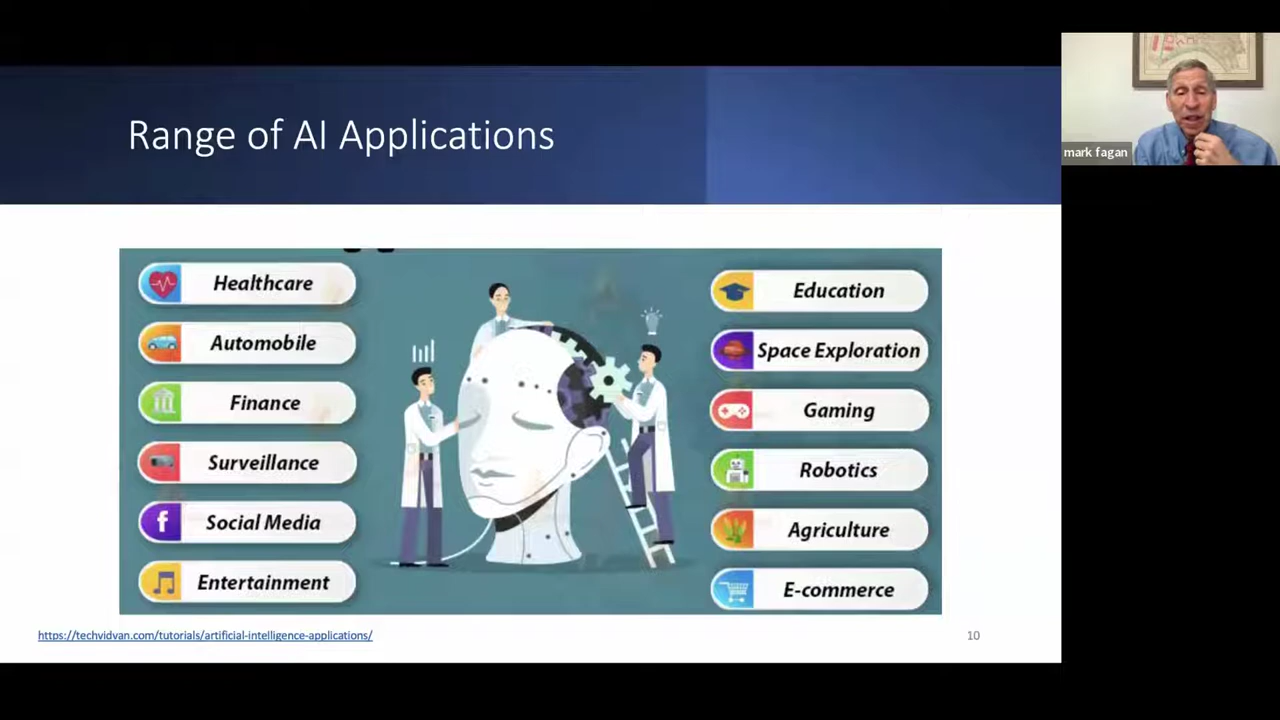 Range of AI Applications
mark fagan
Healthcare
Automobile
Finance
Surveillance
f
Social Media
Entertainment
Education
Space Exploration
Gaming
Robotics
Agriculture
E-commerce
https://techvidvan.com/tutorials/artificial-intelligence-applications/
10